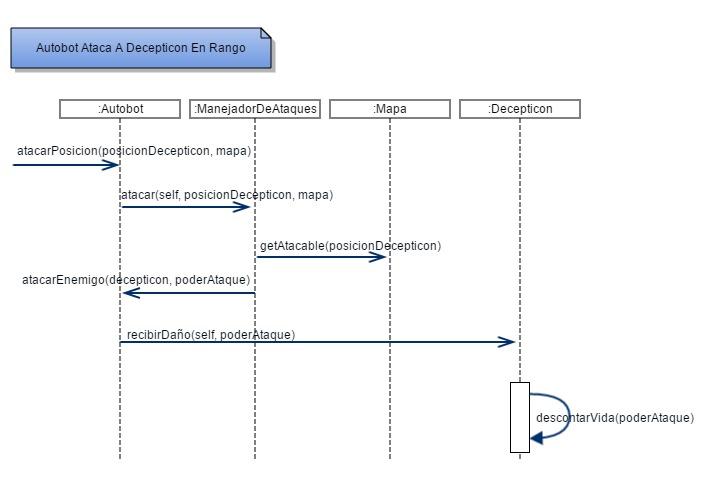 Autobot Ataca A Decepticon En Rango
:Autobot
:ManejadorDeAtaques
:Mapa
:Decepticon
atacarPosicion(posicionDecepticon, mapa)
atacar(self, posicionDecepticon, mapa)
getAtacable(posicionDecepticon)
atacarEnemigo(decepticon, poderAtaque)
recibirDaño(self, poderAtaque)
descontarVida(poderAtaque)